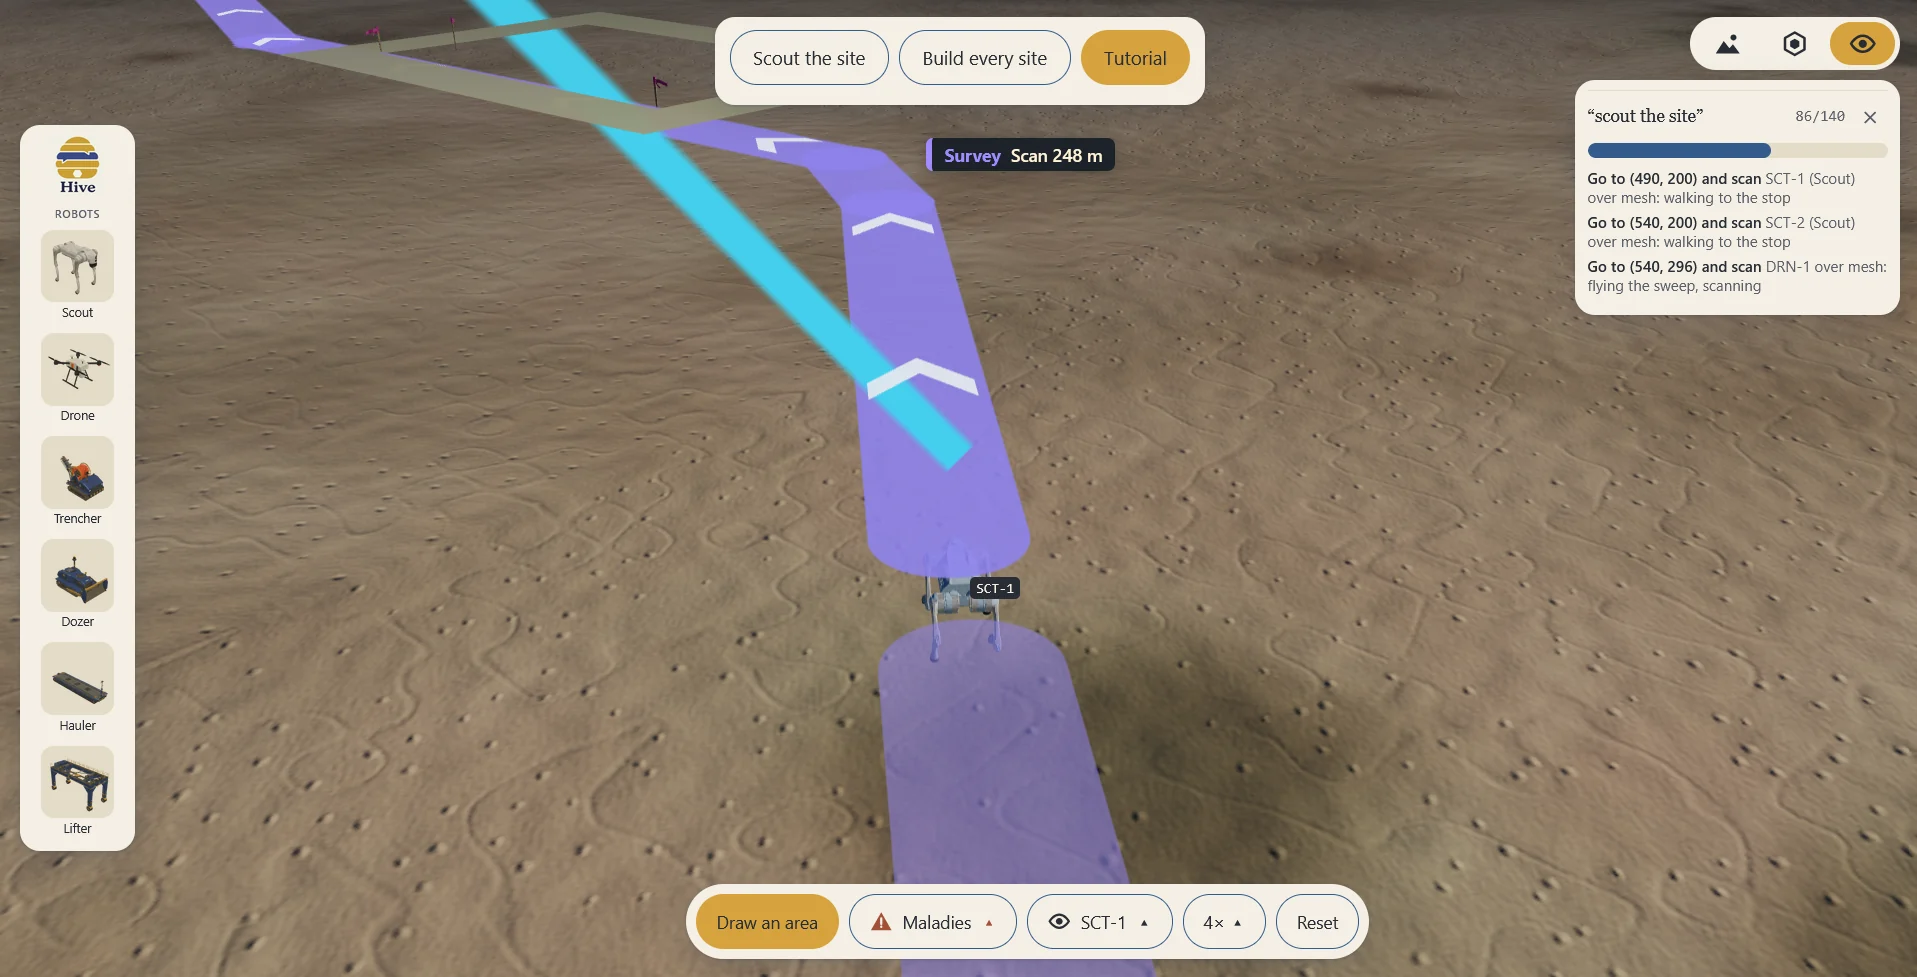 Scout the site
Build every site
Tutorial
Hive
ROBOTS
Scout
Drone
Trencher
Dozer
Hauler
Lifter
Survey Scan 248 m
“scout the site” 86/140
Go to (490, 200) and scan SCT-1 (Scout)
over mesh: walking to the stop
Go to (540, 200) and scan SCT-2 (Scout)
over mesh: walking to the stop
Go to (540, 296) and scan DRN-1 over mesh:
flying the sweep, scanning
SCT-1
Draw an area
Maladies
SCT-1
4×
Reset